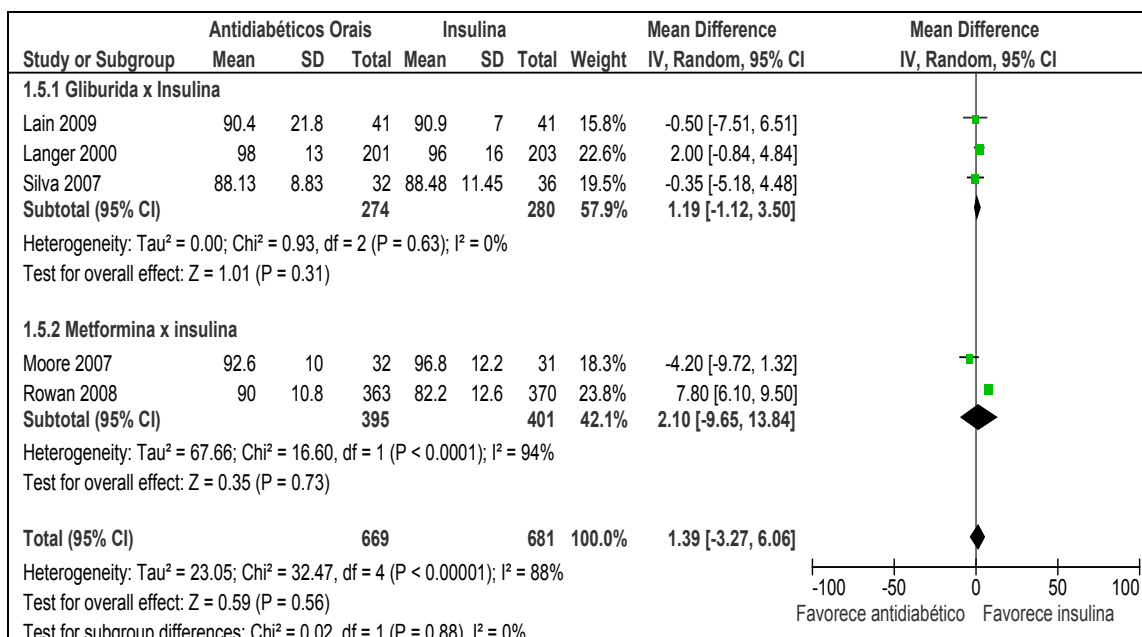 Antidiabéticos Orais Insulina Mean Difference Mean Difference
Study or Subgroup Mean SD Total Mean SD Total Weight IV, Random, 95% CI IV, Random, 95% CI
1.5.1 Gliburida x Insulina
Lain 2009 90.4 21.8 41 90.9 7 41 15.8% -0.50 [-7.51, 6.51]
Langer 2000 98 13 201 96 16 203 22.6% 2.00 [-0.84, 4.84]
Silva 2007 88.13 8.83 32 88.48 11.45 36 19.5% -0.35 [-5.18, 4.48]
Subtotal (95% CI) 274 280 57.9% 1.19 [-1.12, 3.50]
Heterogeneity: Tau² = 0.00; Chi² = 0.93, df = 2 (P = 0.63); I² = 0%
Test for overall effect: Z = 1.01 (P = 0.31)
1.5.2 Metformina x insulina
Moore 2007 92.6 10 32 96.8 12.2 31 18.3% -4.20 [-9.72, 1.32]
Rowan 2008 90 10.8 363 82.2 12.6 370 23.8% 7.80 [6.10, 9.50]
Subtotal (95% CI) 395 401 42.1% 2.10 [-9.65, 13.84]
Heterogeneity: Tau² = 67.66; Chi² = 16.60, df = 1 (P < 0.0001); I² = 94%
Test for overall effect: Z = 0.35 (P = 0.73)
Total (95% CI) 669 681 100.0% 1.39 [-3.27, 6.06]
Heterogeneity: Tau² = 23.05; Chi² = 32.47, df = 4 (P < 0.00001); I² = 88%
Test for overall effect: Z = 0.59 (P = 0.56)
Test for subgroup differences: Chi² = 0.02, df = 1 (P = 0.88), I² = 0%
-100 -50 0 50 100
Favorece antidiabético Favorece insulina